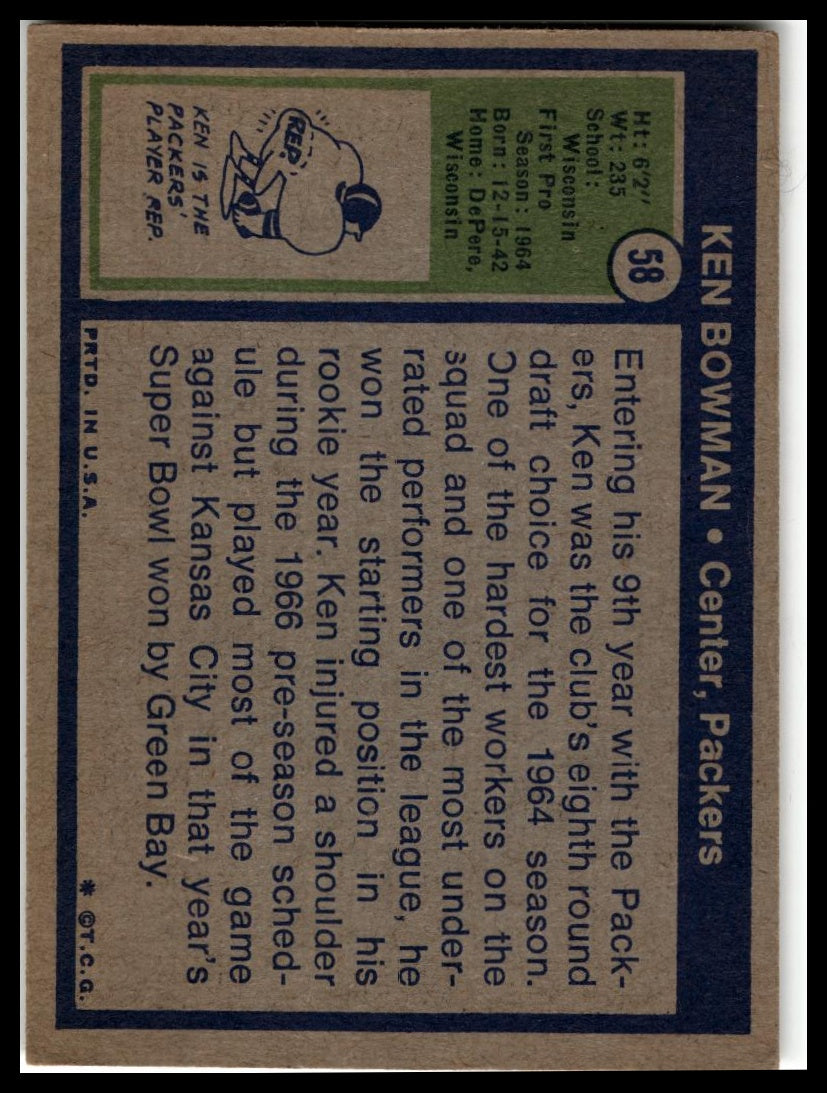 KEN BOWMAN • Center, Packers
58
Ht: 6'2"
Wt: 235
School:
Wisconsin
First Pro
Season: 1964
Born: 12-15-42
Home: DePere,
Wisconsin
REP.
KEN IS THE
PACKERS'
PLAYER REP.
Entering his 9th year with the Pack-
ers, Ken was the club's eighth round
draft choice for the 1964 season.
One of the hardest workers on the
squad and one of the most under-
rated performers in the league, he
won the starting position in his
rookie year. Ken injured a shoulder
during the 1966 pre-season sched-
ule but played most of the game
against Kansas City in that year's
Super Bowl won by Green Bay.
PRTD. IN U.S.A.
* ©T.C.G.